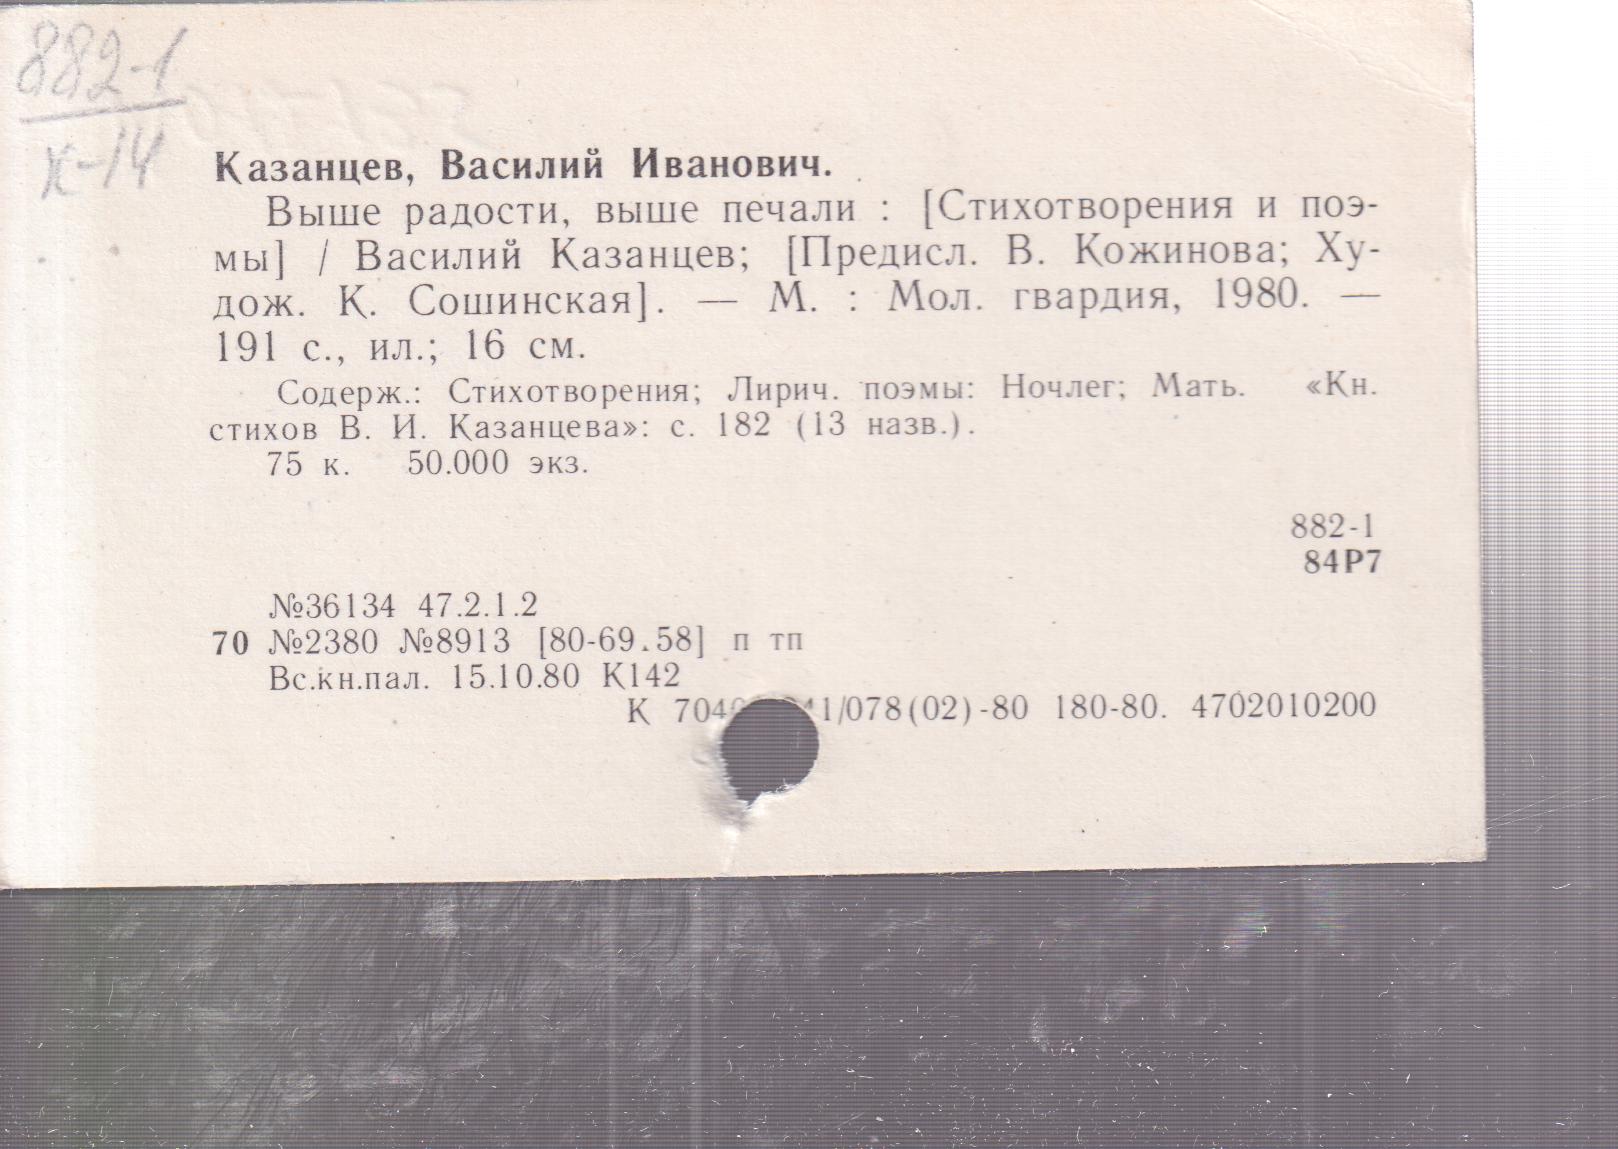 882-1
К-14
Казанцев, Василий Иванович.
Выше радости, выше печали : [Стихотворения и поэ-
мы] / Василий Казанцев; [Предисл. В. Кожинова; Ху-
дож. К. Сошинская]. — М. : Мол. гвардия, 1980. —
191 с., ил.; 16 см.
Содерж.: Стихотворения; Лирич. поэмы: Ночлег; Мать. «Кн.
стихов В. И. Казанцева»: с. 182 (13 назв.).
75 к. 50.000 экз.
882-1
84Р7
№36134 47.2.1.2
70 №2380 №8913 [80-69.58] п тп
Вс.кн.пал. 15.10.80 К142
К /078(02)-80 180-80. 4702010200